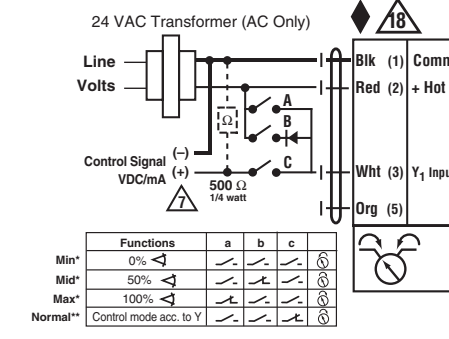 24 VAC Transformer (AC Only)
18
Line
Volts
Blk (1) Comm
Red (2) + Hot
A
Ω
B
C
Control Signal (–)
VDC/mA (+)
7
500 Ω
1/4 watt
Wht (3) Y1 Inpu
Org (5)
Functions a b c
Min* 0%
Mid* 50%
Max* 100%
Normal** Control mode acc. to Y